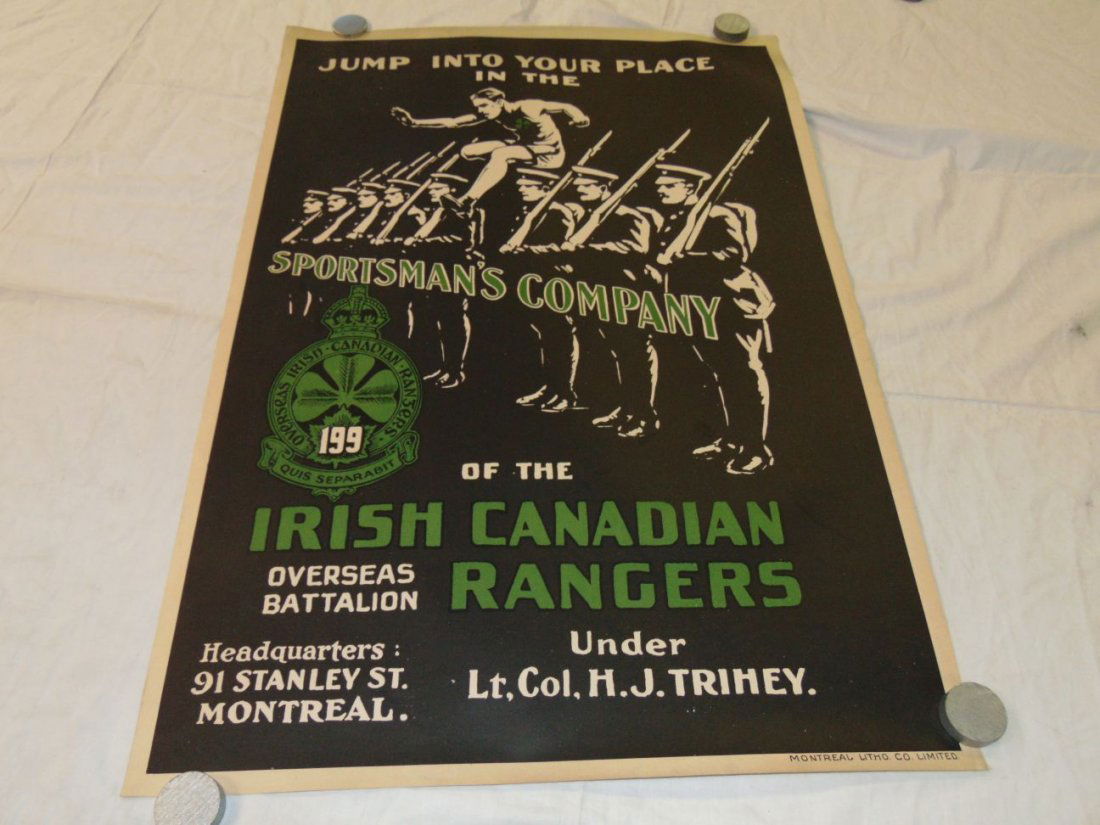 JUMP INTO YOUR PLACE
IN THE
SPORTSMAN'S COMPANY
OVERSEAS IRISH-CANADIAN-RANGERS
199
QUIS SEPARABIT
OF THE
IRISH CANADIAN
OVERSEAS
BATTALION
RANGERS
Headquarters:
91 STANLEY ST.
MONTREAL.
Under
Lt, Col, H. J. TRIHEY.
MONTREAL LITHO. CO. LIMITED